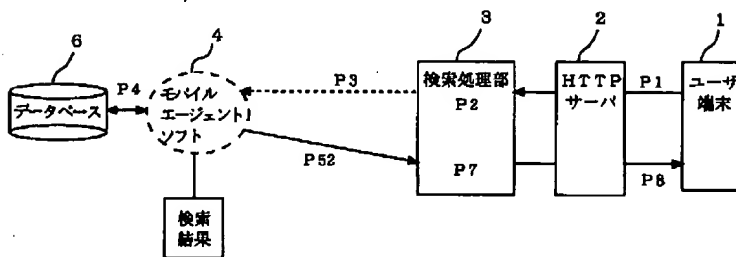 6
4
3
2
1
データベース
P4
モバイル
エージェント
ソフト
P3
P52
検索処理部
P2
P7
HTTP
サーバ
P1
P8
ユーザ
端末
検索
結果